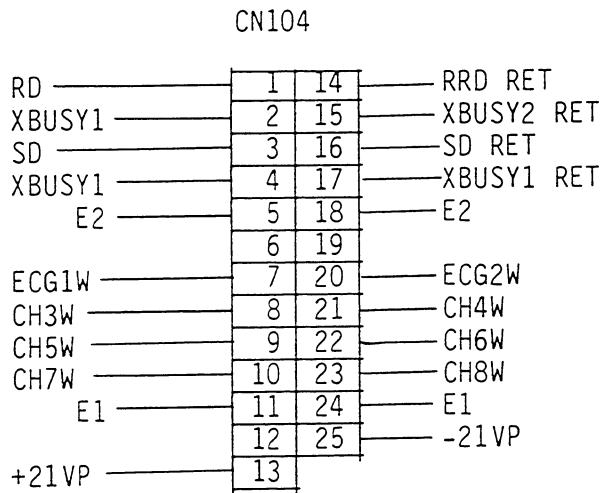 CN104
RD 1 14 RRD RET
XBUSY1 2 15 XBUSY2 RET
SD 3 16 SD RET
XBUSY1 4 17 XBUSY1 RET
E2 5 18 E2
6 19
ECG1W 7 20 ECG2W
CH3W 8 21 CH4W
CH5W 9 22 CH6W
CH7W 10 23 CH8W
E1 11 24 E1
12 25 -21VP
+21VP 13